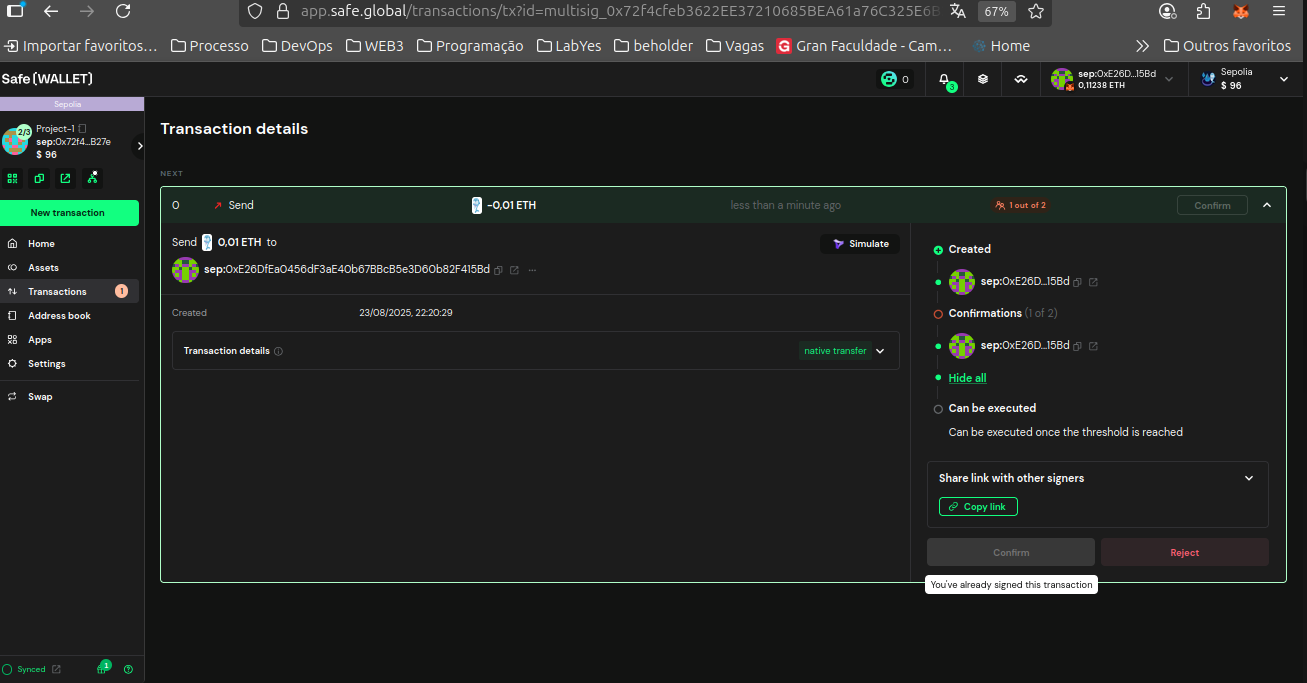 app.safe.global/transactions/tx?id=multisig_0x72f4cfeb3622EE37210685BEA61a76C325E6B
67%
Importar favoritos… Processo DevOps WEB3 Programação LabYes beholder Vagas Gran Faculdade - Cam… Home Outros favoritos
Safe{WALLET}
0
3
sep:0xE26D...15Bd
0,11238 ETH
Sepolia
$ 96
Sepolia
2/3
Project-1
sep:0x72f4...B27e
$ 96
New transaction
Home
Assets
Transactions 1
Address book
Apps
Settings
Swap
Synced
1
Transaction details
NEXT
0 Send -0,01 ETH less than a minute ago 1 out of 2 Confirm
Send 0,01 ETH to
Simulate
sep:0xE26DfEa0456dF3aE40b67BBcB5e3D60b82F415Bd
Created 23/08/2025, 22:20:29
Transaction details native transfer
Created
sep:0xE26D...15Bd
Confirmations (1 of 2)
sep:0xE26D...15Bd
Hide all
Can be executed
Can be executed once the threshold is reached
Share link with other signers
Copy link
Confirm Reject
You've already signed this transaction